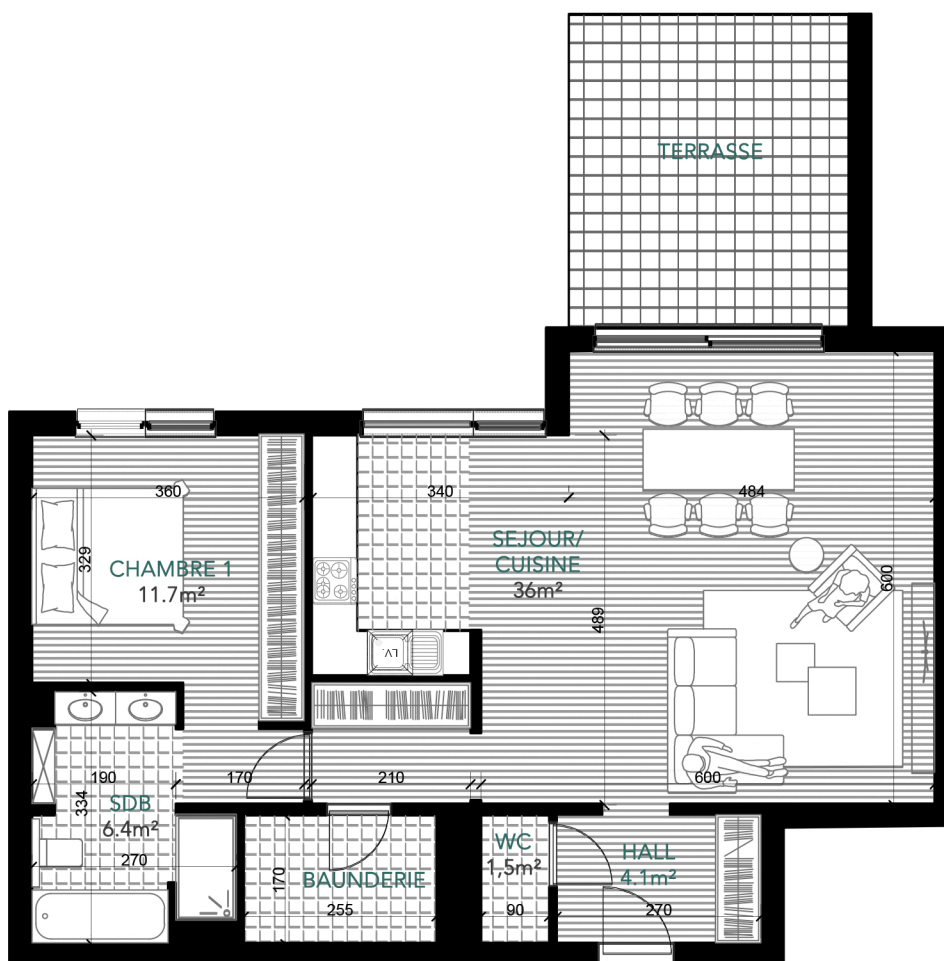 TERRASSE
360
340
484
329
CHAMBRE 1
11.7m²
SEJOUR/
CUISINE
36m²
600
489
LV.
190
170
210
600
334
SDB
6.4m²
270
170
BAUNDERIE
255
WC
1,5m²
90
HALL
4.1m²
270